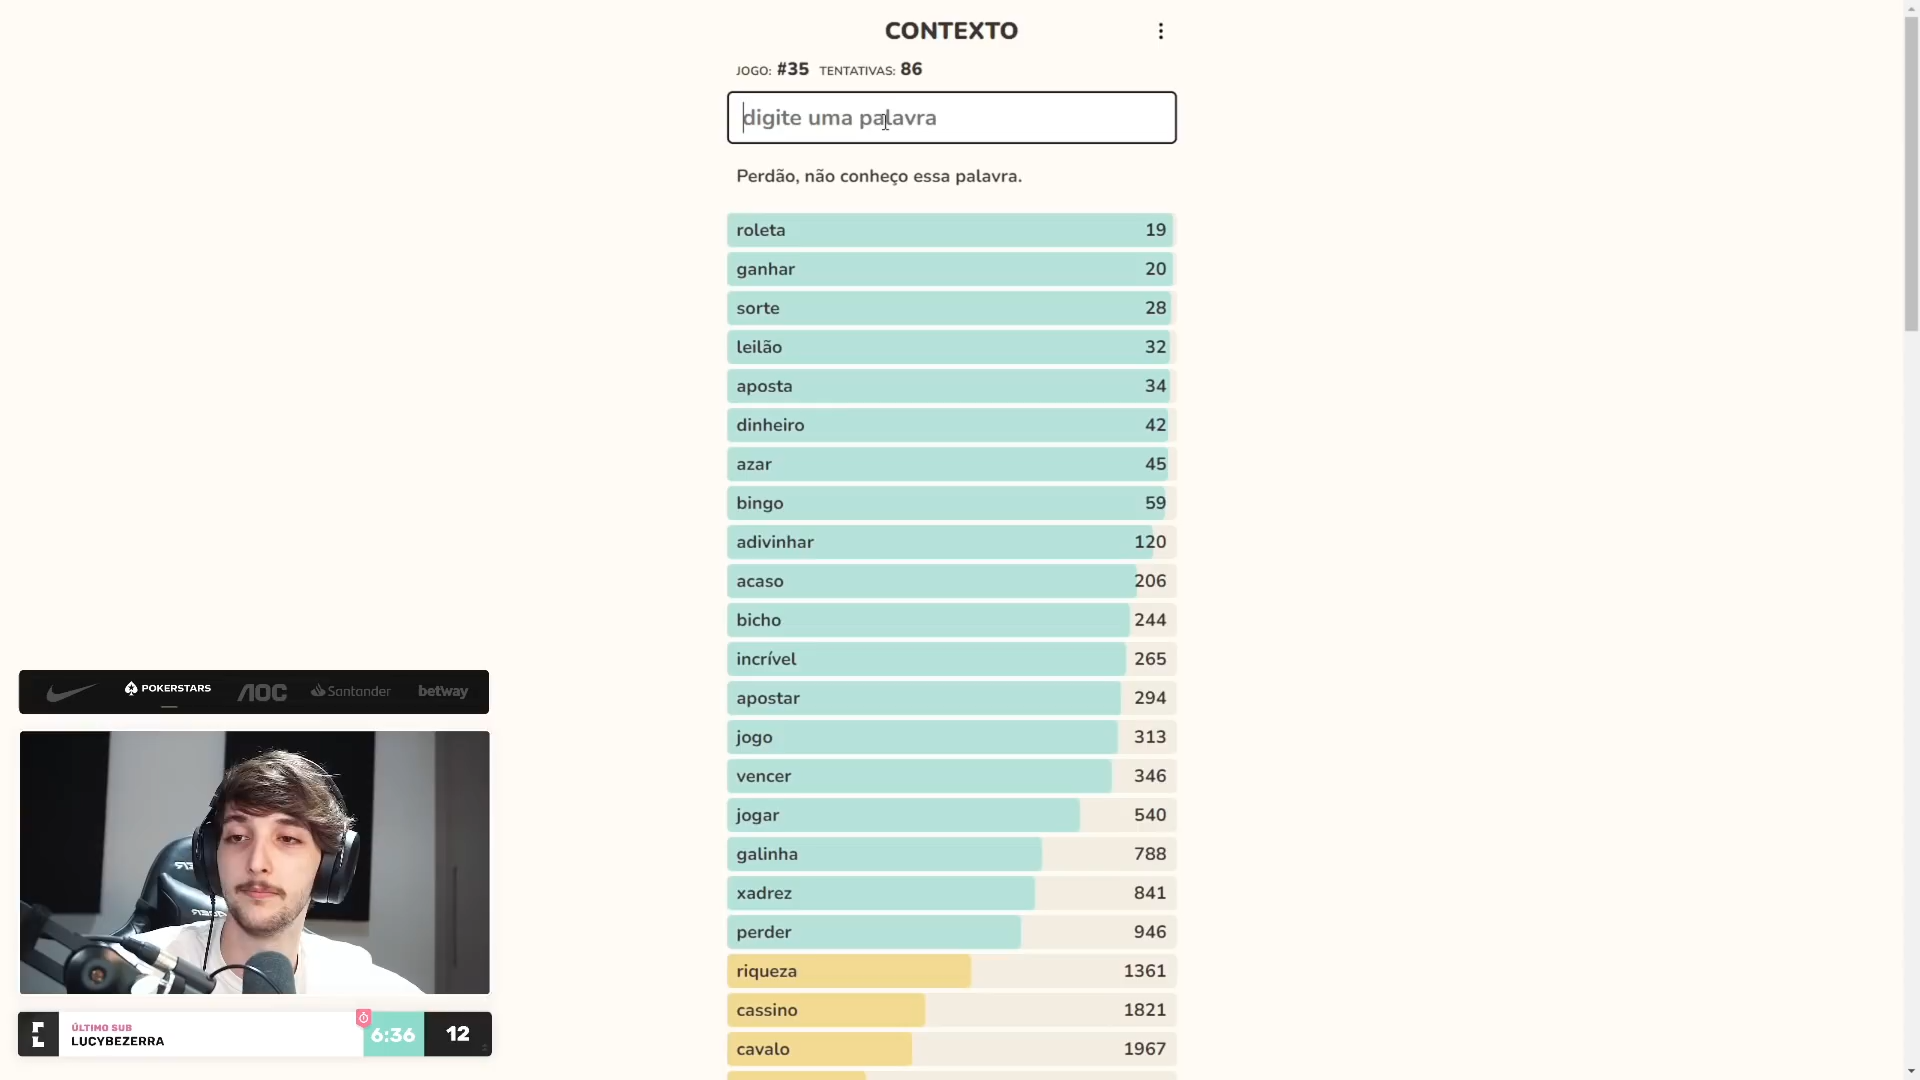 CONTEXTO
JOGO: #35 TENTATIVAS: 86
digite uma palavra
Perdão, não conheço essa palavra.
roleta 19
ganhar 20
sorte 28
leilão 32
aposta 34
dinheiro 42
azar 45
bingo 59
adivinhar 120
acaso 206
bicho 244
incrível 265
apostar 294
jogo 313
vencer 346
jogar 540
galinha 788
xadrez 841
perder 946
riqueza 1361
cassino 1821
cavalo 1967
POKERSTARS AOC Santander betway
ÚLTIMO SUB
LUCYBEZERRA
6:36 12